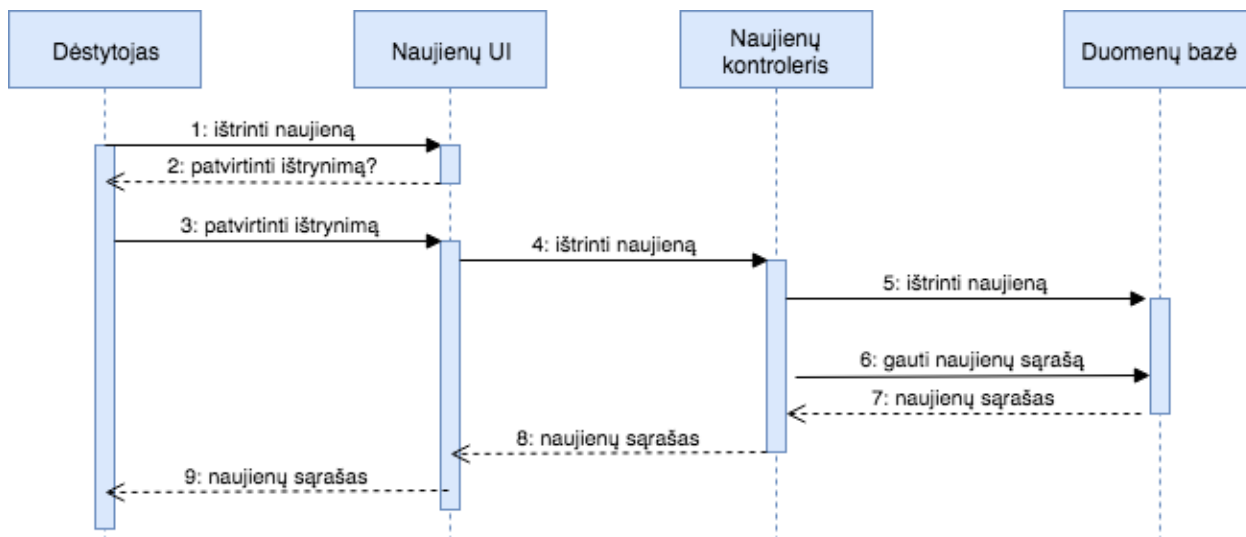 Dėstytojas
Naujienų UI
Naujienų
kontroleris
Duomenų bazė
1: ištrinti naujieną
2: patvirtinti ištrynimą?
3: patvirtinti ištrynimą
4: ištrinti naujieną
5: ištrinti naujieną
6: gauti naujienų sąrašą
7: naujienų sąrašas
8: naujienų sąrašas
9: naujienų sąrašas